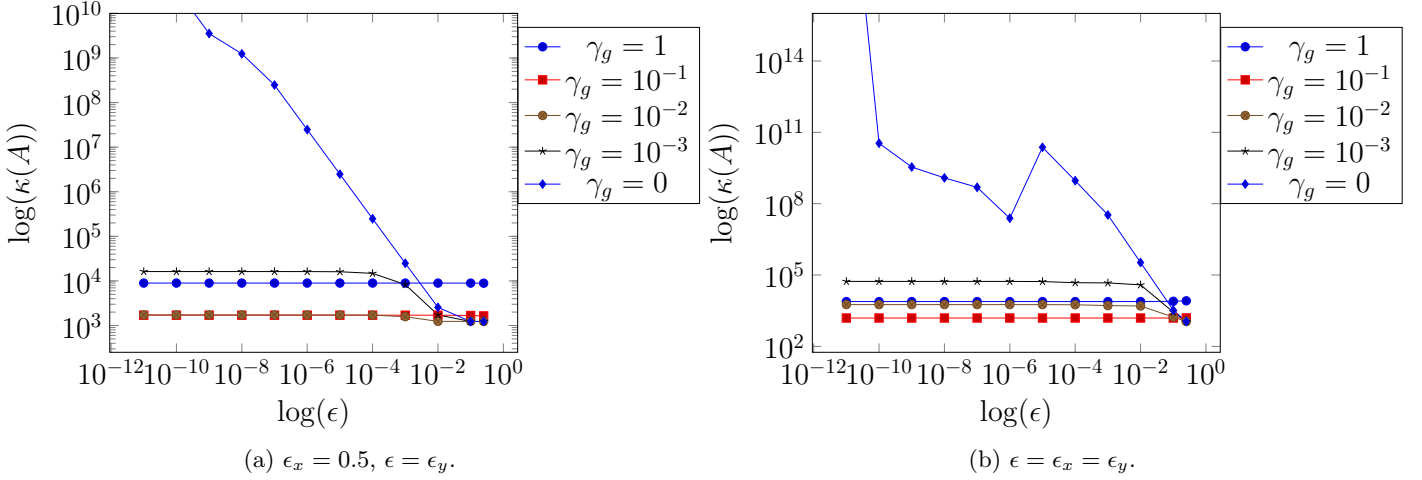 10^10
10^9
10^8
10^7
10^6
10^5
10^4
10^3
log(κ(A))
10^−12 10^−10 10^−8 10^−6 10^−4 10^−2 10^0
log(ϵ)
γ_g = 1
γ_g = 10^−1
γ_g = 10^−2
γ_g = 10^−3
γ_g = 0
(a) ϵ_x = 0.5, ϵ = ϵ_y.
10^14
10^11
10^8
10^5
10^2
log(κ(A))
10^−12 10^−10 10^−8 10^−6 10^−4 10^−2 10^0
log(ϵ)
γ_g = 1
γ_g = 10^−1
γ_g = 10^−2
γ_g = 10^−3
γ_g = 0
(b) ϵ = ϵ_x = ϵ_y.